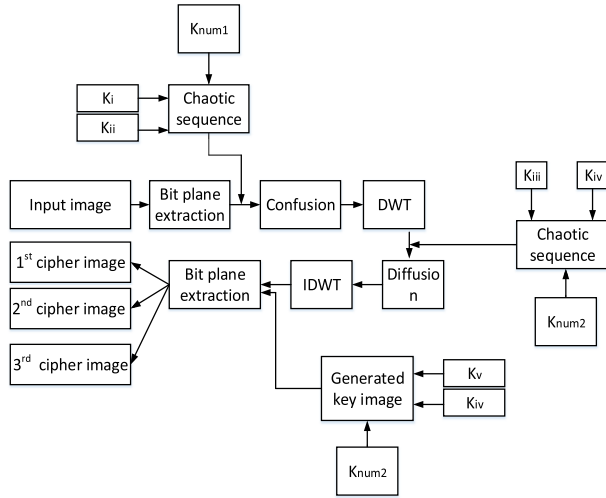 Knum1
Ki
Kii
Chaotic
sequence
Kiii
Kiv
Input image
Bit plane
extraction
Confusion
DWT
Chaotic
sequence
1st cipher image
2nd cipher image
3rd cipher image
Bit plane
extraction
IDWT
Diffusio
n
Knum2
Generated
key image
Kv
Kiv
Knum2